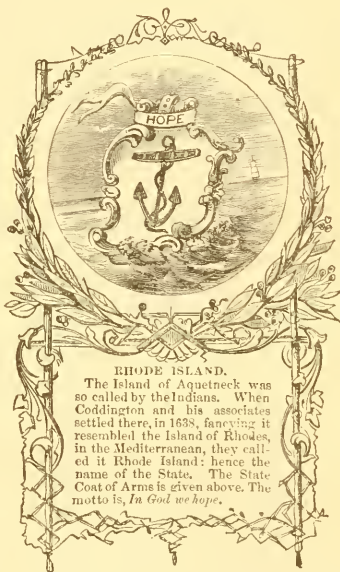 HOPE
RHODE ISLAND.
The Island of Aquetneck was
so called by the Indians. When
Coddington and his associates
settled there, in 1638, fancying it
resembled the Island of Rhodes,
in the Mediterranean, they call-
ed it Rhode Island: hence the
name of the State. The State
Coat of Arms is given above. The
motto is, In God we hope.